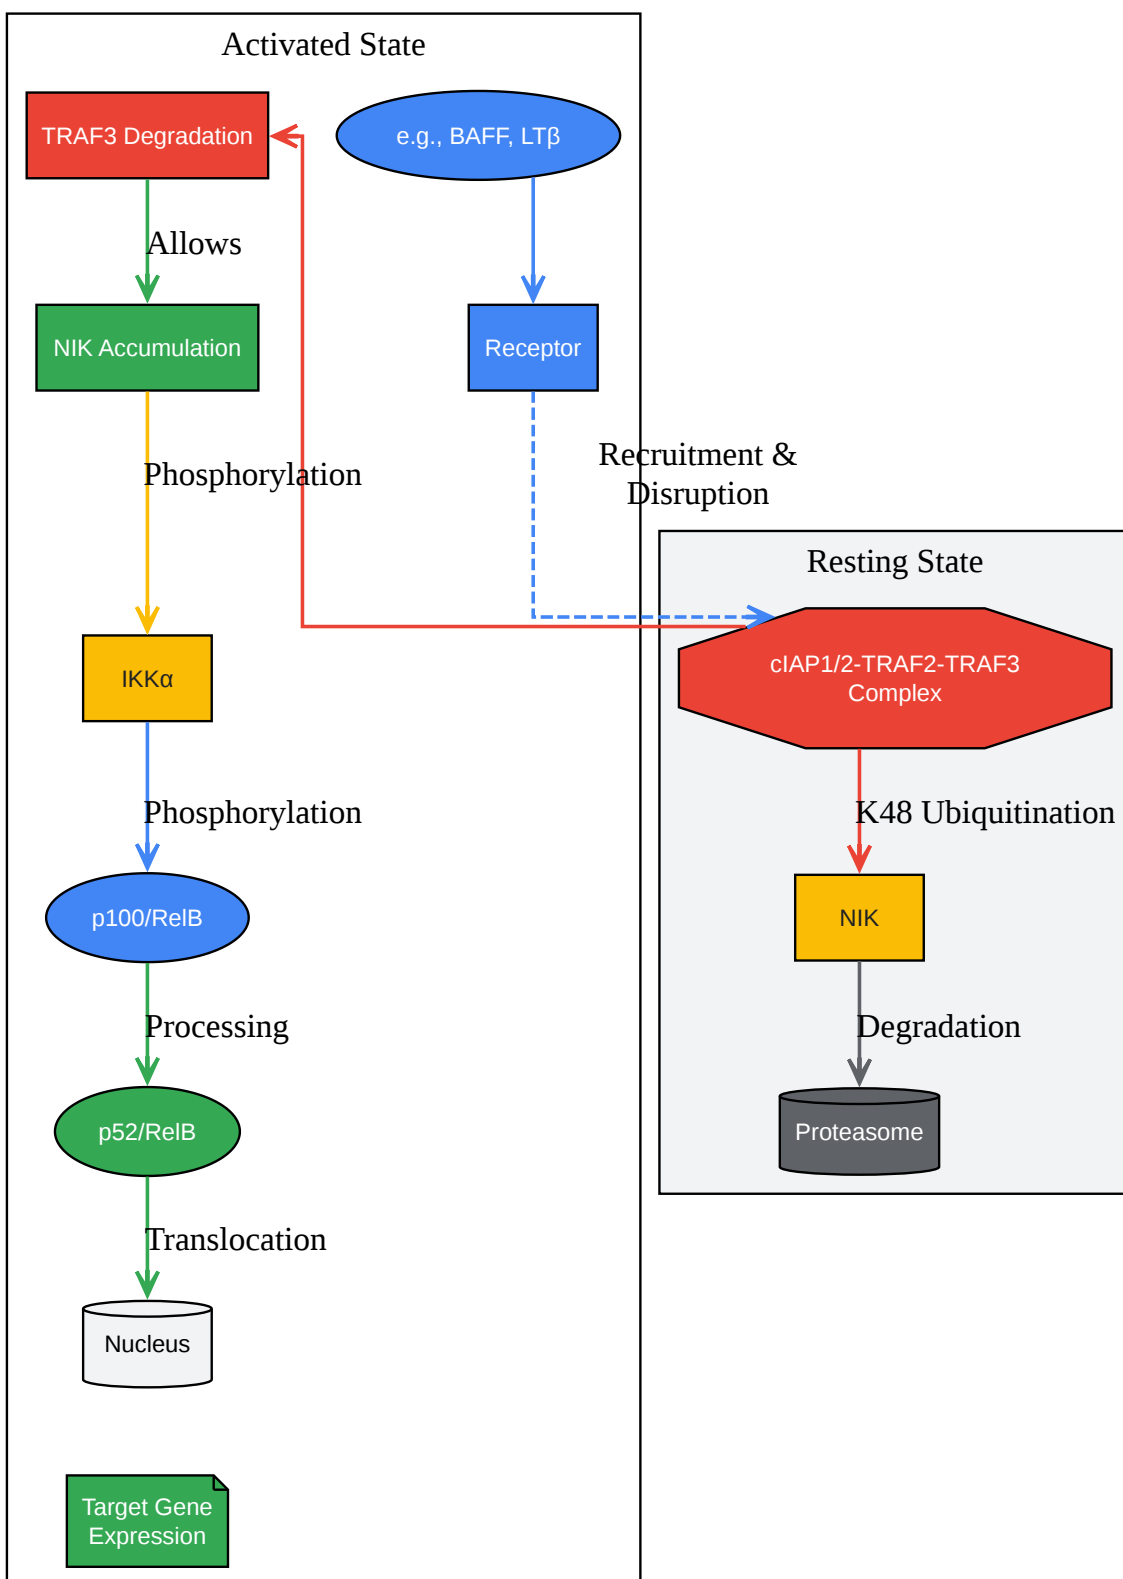 Activated State
TRAF3 Degradation
e.g., BAFF, LTβ
Allows
NIK Accumulation
Receptor
Phosphorylation
Recruitment &
Disruption
Resting State
IKKα
cIAP1/2-TRAF2-TRAF3
Complex
Phosphorylation
K48 Ubiquitination
p100/RelB
NIK
Processing
Degradation
p52/RelB
Proteasome
Translocation
Nucleus
Target Gene
Expression